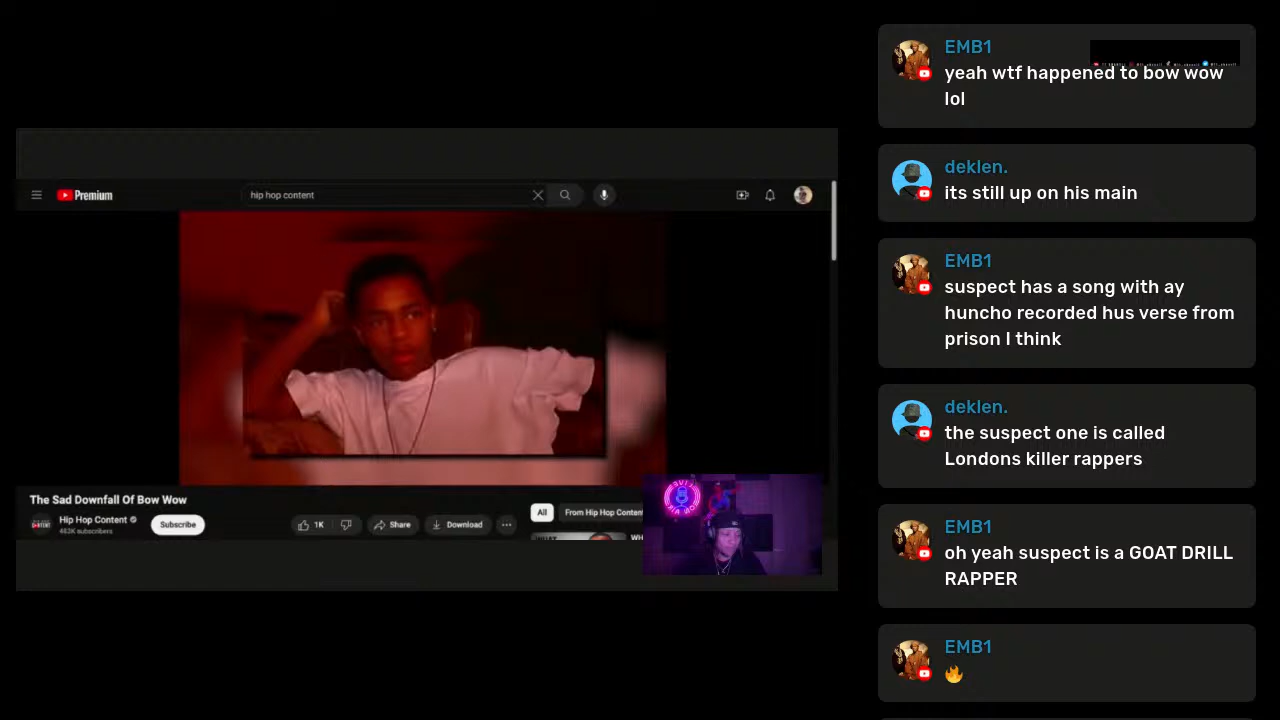 Premium
hip hop content
The Sad Downfall Of Bow Wow
Hip Hop Content
482K subscribers
Subscribe
1K
Share
Download
All
From Hip Hop Content
EMB1
yeah wtf happened to bow wow
lol
deklen.
its still up on his main
EMB1
suspect has a song with ay
huncho recorded hus verse from
prison I think
deklen.
the suspect one is called
Londons killer rappers
EMB1
oh yeah suspect is a GOAT DRILL
RAPPER
EMB1
🔥